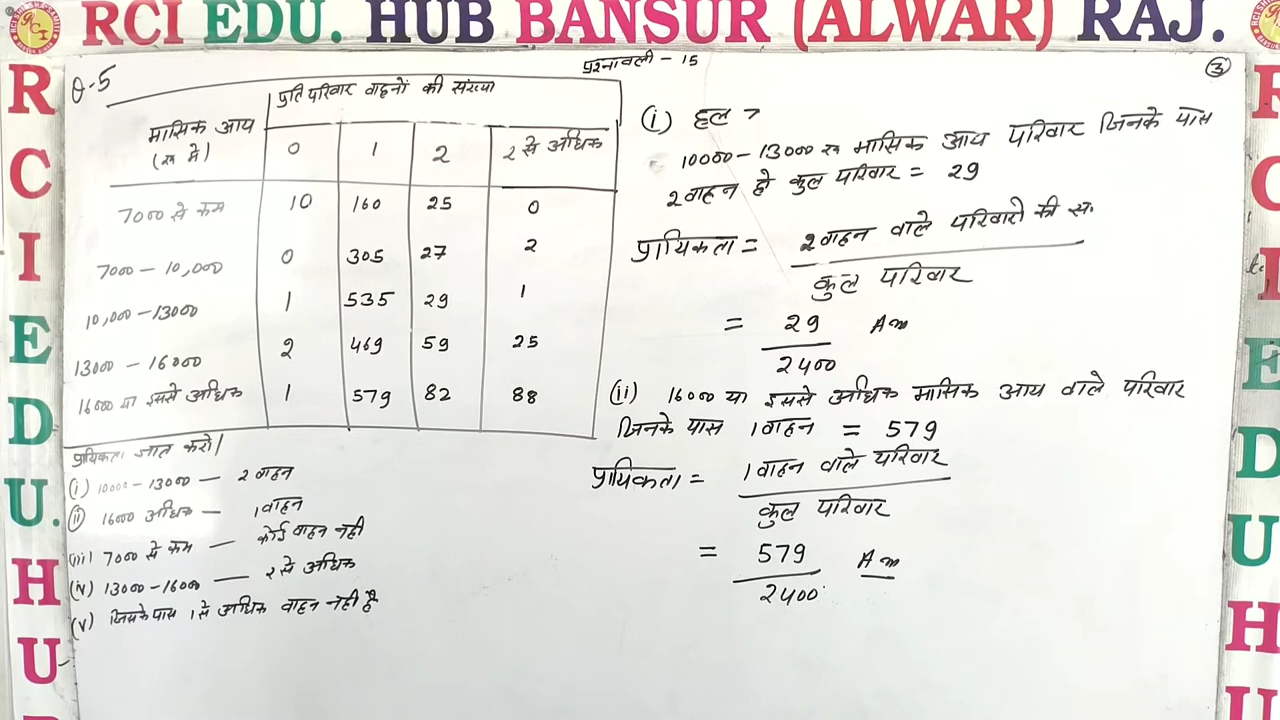 RCI EDU. HUB BANSUR (ALWAR) RAJ.
R
C
I
E
D
U.
H
U
प्रश्नावली - 15
③
Q-5
प्रति परिवार वाहनों की संख्या
मासिक आय
(रु में)
0 1 2 2 से अधिक
7000 से कम 10 160 25 0
7000 - 10,000 0 305 27 2
10,000 - 13000 1 535 29 1
13000 - 16000 2 469 59 25
16000 या इससे अधिक 1 579 82 88
प्रायिकता ज्ञात करो।
(i) 10000 - 13000 — 2 वाहन
(ii) 16000 अधिक — 1 वाहन
(iii) 7000 से कम — कोई वाहन नहीं
(iv) 13000 - 16000 — 2 से अधिक
(v) जिसके पास 1 से अधिक वाहन नहीं है
(i) हल >
10000 - 13000 रु मासिक आय परिवार जिनके पास
2 वाहन हो कुल परिवार = 29
प्रायिकता = 2 वाहन वाले परिवारो की सं.
कुल परिवार
= 29 Ans
2400
(ii) 16000 या इससे अधिक मासिक आय वाले परिवार
जिनके पास 1 वाहन = 579
प्रायिकता = 1 वाहन वाले परिवार
कुल परिवार
= 579 Ans
2400
R
C
I
E
D
U
H
U